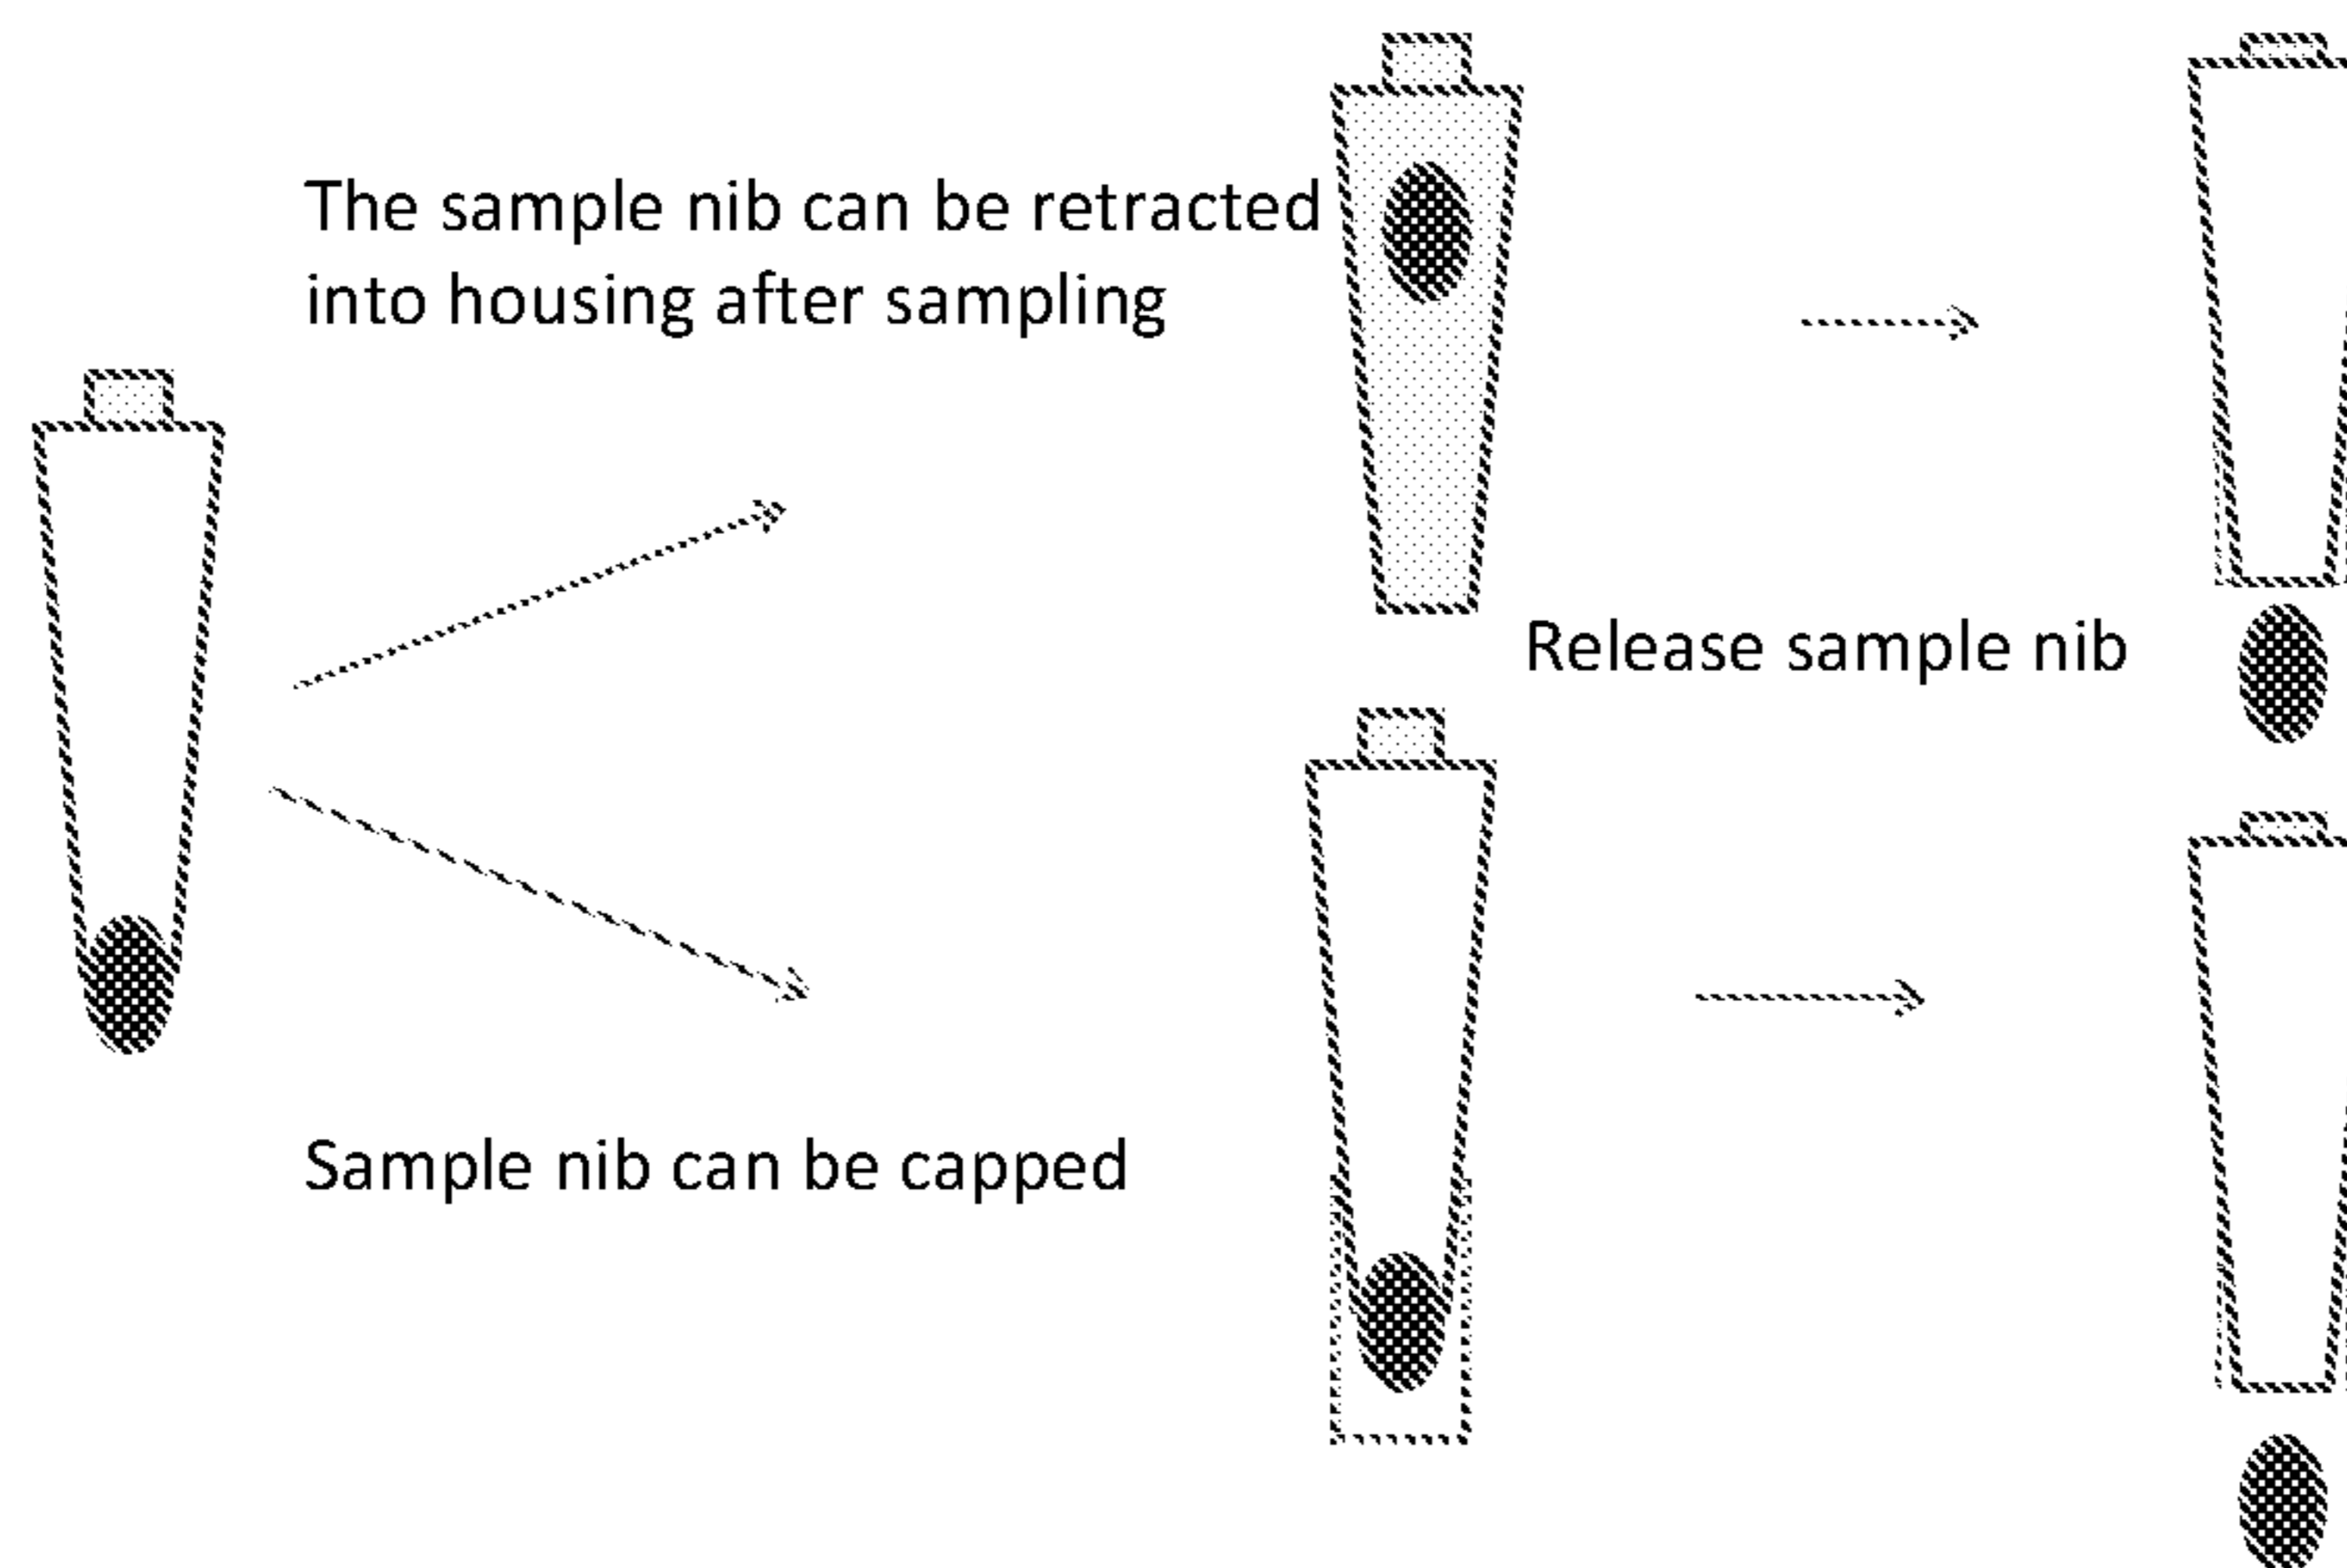 The sample nib can be retracted
into housing after sampling
Release sample nib
Sample nib can be capped